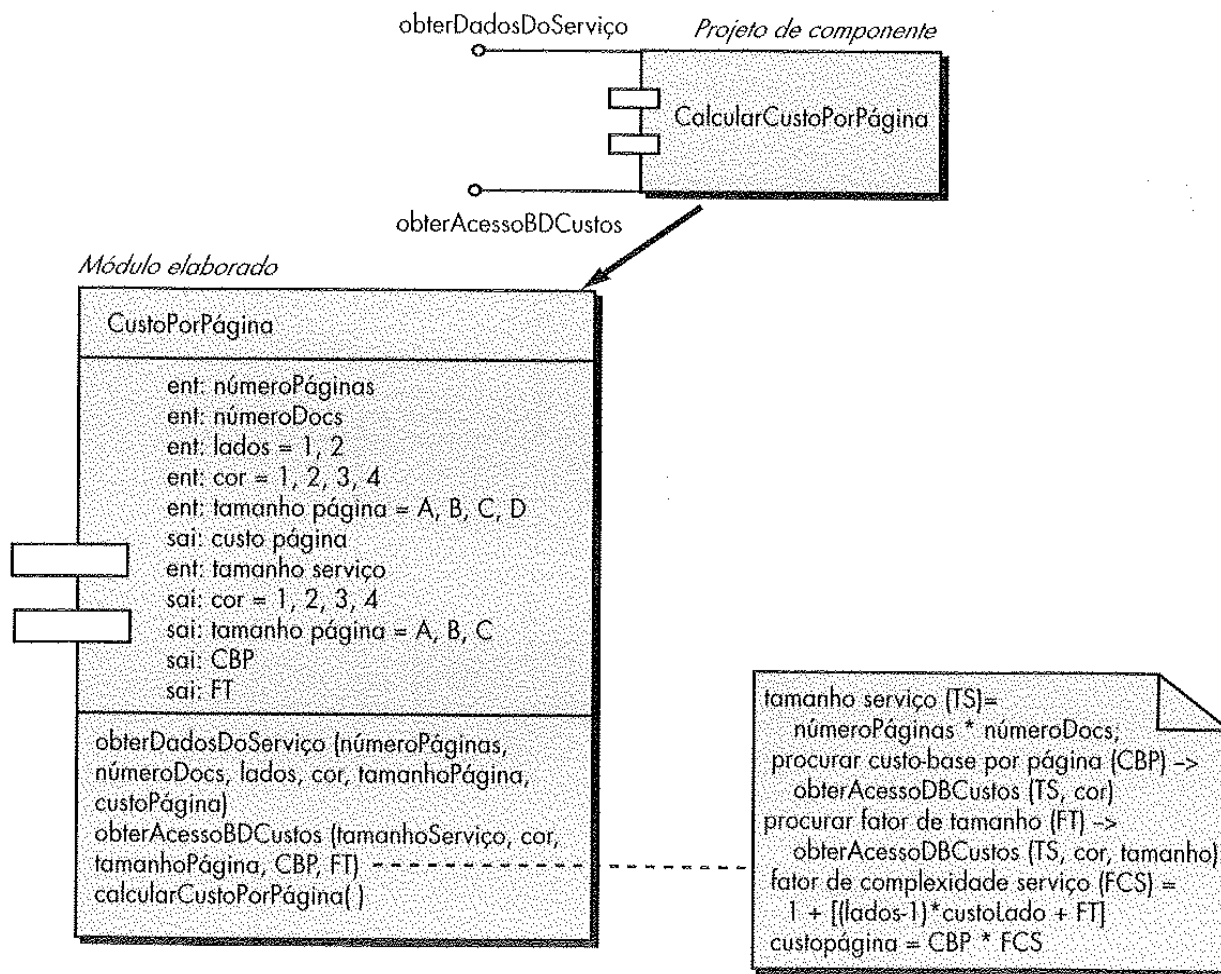 obterDadosDoServiço
Projeto de componente
CalcularCustoPorPágina
obterAcessoBDCustos
Módulo elaborado
CustoPorPágina
ent: númeroPáginas
ent: númeroDocs
ent: lados = 1, 2
ent: cor = 1, 2, 3, 4
ent: tamanho página = A, B, C, D
sai: custo página
ent: tamanho serviço
sai: cor = 1, 2, 3, 4
sai: tamanho página = A, B, C
sai: CBP
sai: FT
obterDadosDoServiço (númeroPáginas,
númeroDocs, lados, cor, tamanhoPágina,
custoPágina)
obterAcessoBDCustos (tamanhoServiço, cor,
tamanhoPágina, CBP, FT)
calcularCustoPorPágina( )
tamanho serviço (TS)=
númeroPáginas * númeroDocs;
procurar custo-base por página (CBP) ->
obterAcessoDBCustos (TS, cor)
procurar fator de tamanho (FT) ->
obterAcessoDBCustos (TS, cor, tamanho)
fator de complexidade serviço (FCS) =
1 + [(lados-1)*custoLado + FT]
custopágina = CBP * FCS